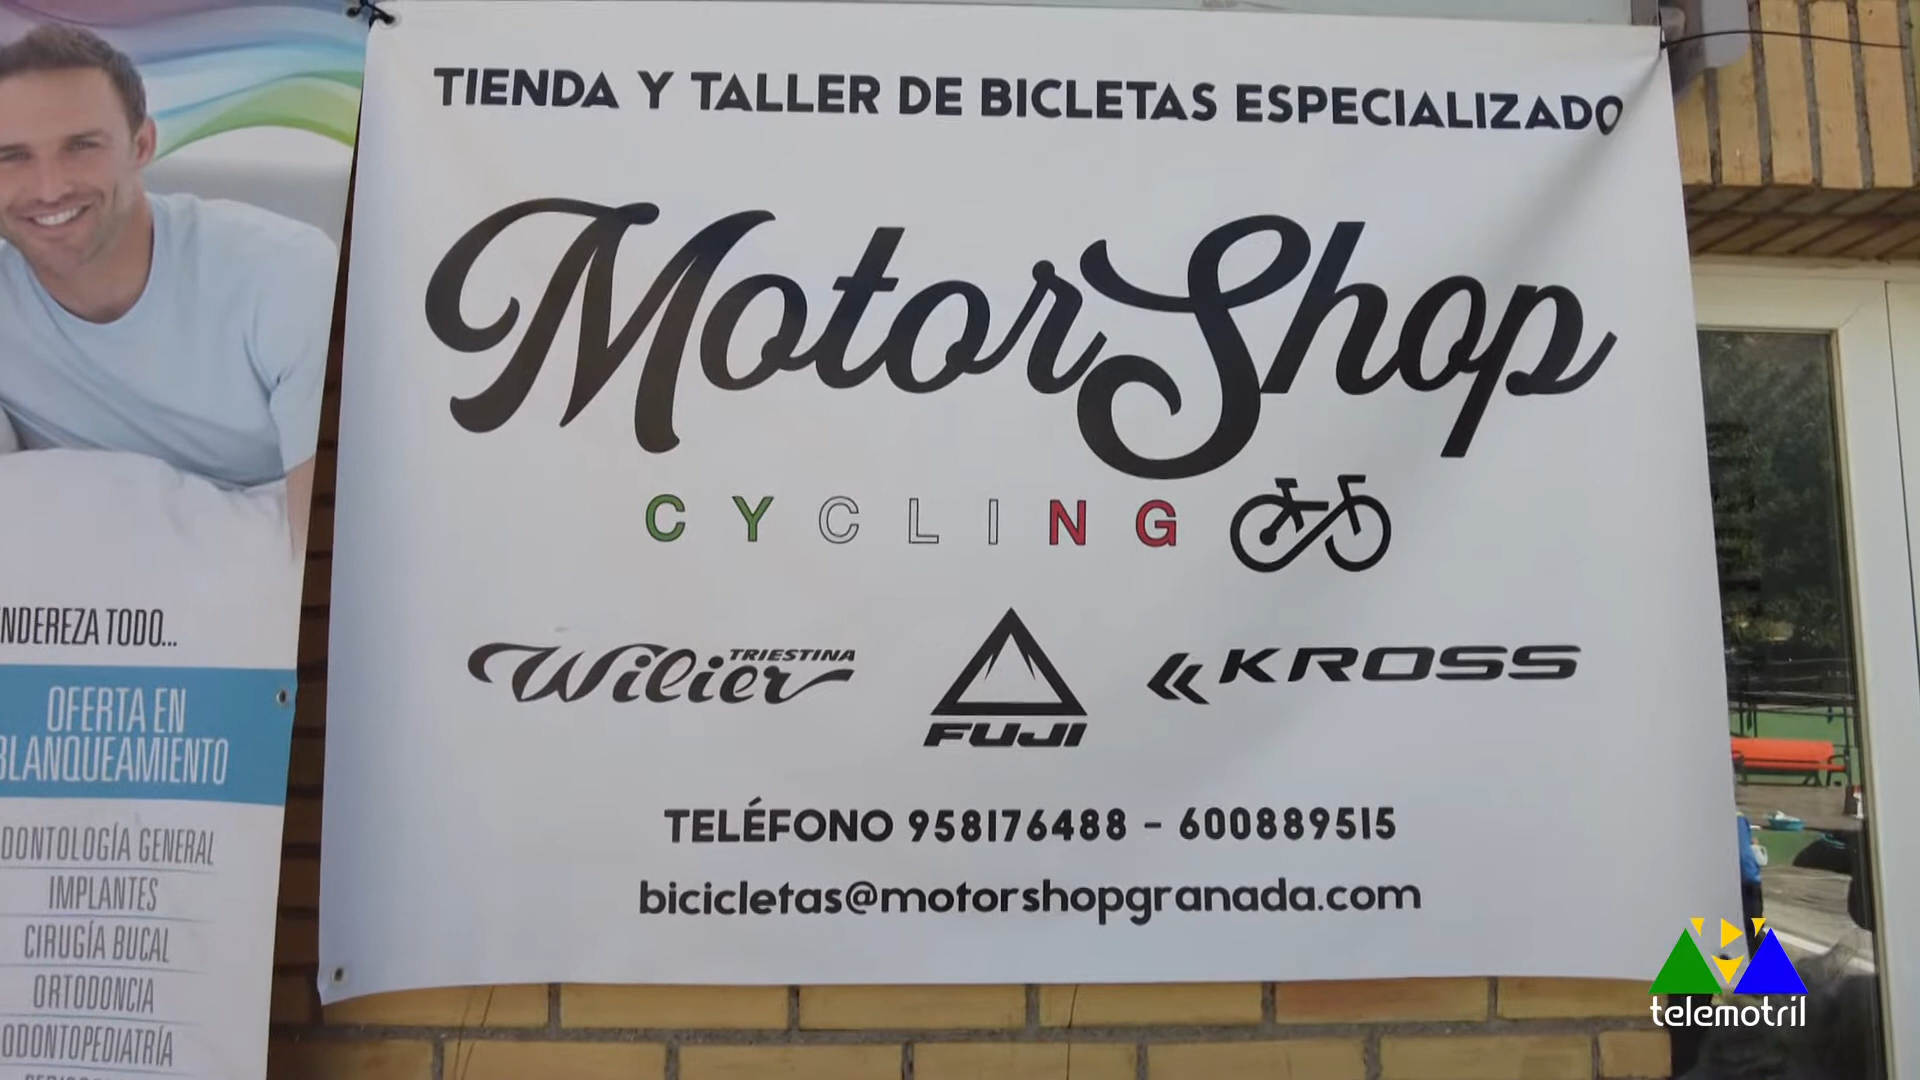 TIENDA Y TALLER DE BICLETAS ESPECIALIZADO
MotorShop
CYCLING
Wilier TRIESTINA
FUJI
KROSS
TELÉFONO 958176488 - 600889515
bicicletas@motorshopgranada.com
NDEREZA TODO...
OFERTA EN
BLANQUEAMIENTO
DONTOLOGÍA GENERAL
IMPLANTES
CIRUGÍA BUCAL
ORTODONCIA
ODONTOPEDIATRÍA
telemotril